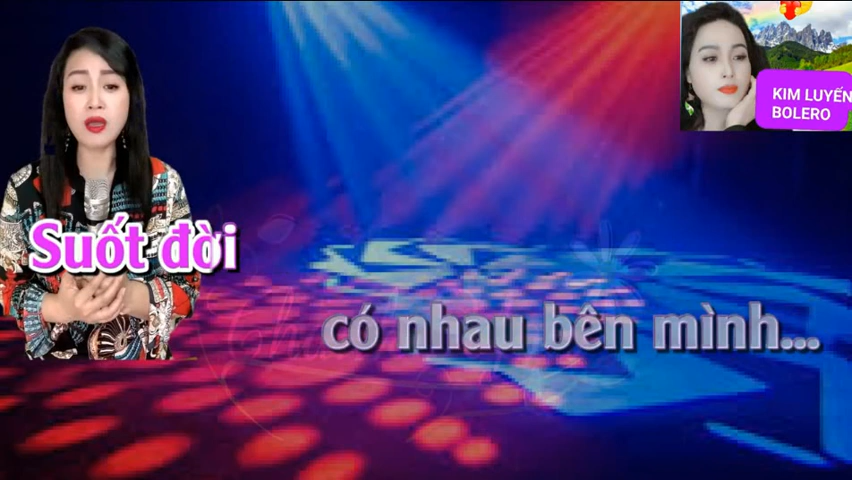 KIM LUYẾN
BOLERO
Suốt đời
có nhau bên mình...